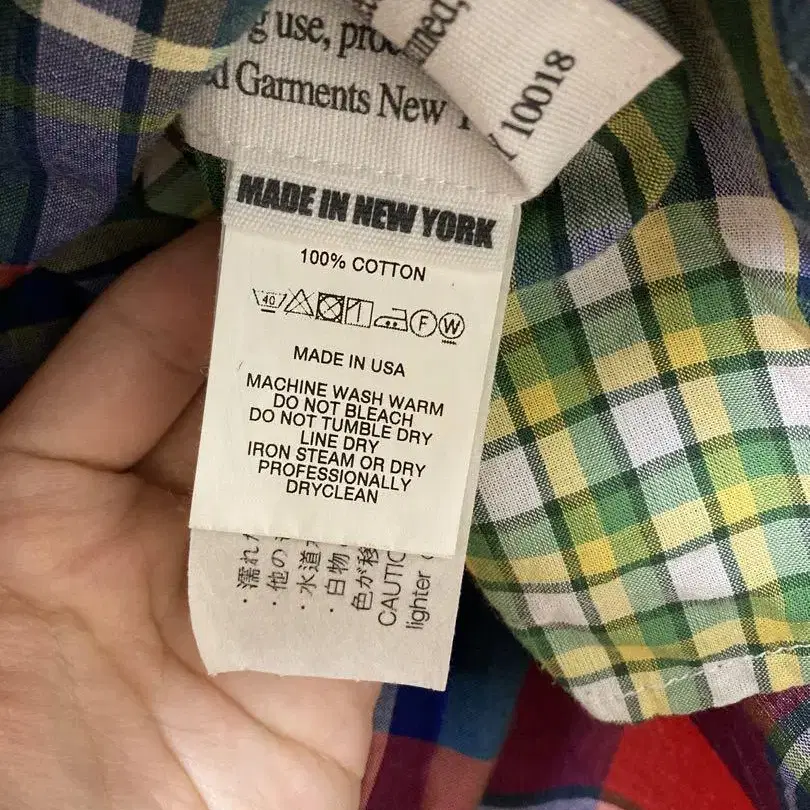 use,
Garments New
10018
MADE IN NEW YORK
100% COTTON
40 F W
MADE IN USA
MACHINE WASH WARM
DO NOT BLEACH
DO NOT TUMBLE DRY
LINE DRY
IRON STEAM OR DRY
PROFESSIONALLY
DRYCLEAN
・濡れ
・他の
・水道
・白物
色が移
CAUTIO
lighter